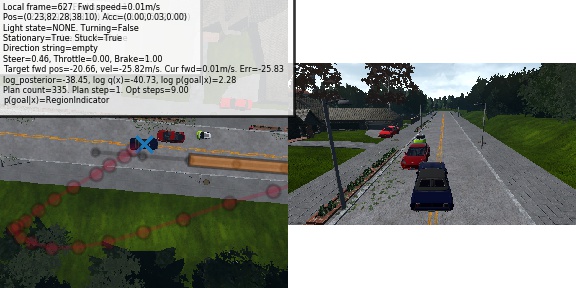 Local frame=627. Fwd speed=0.01m/s
Pos=(0.23,82.28,38.10). Acc=(0.00,0.03,0.00)
Light state=NONE. Turning=False
Stationary=True. Stuck=True
Direction string=empty
Steer=0.46, Throttle=0.00, Brake=1.00
Target fwd pos=-20.66, vel=-25.82m/s. Cur fwd=0.01m/s. Err=-25.83
log_posterior=-38.45, log q(x)=-40.73, log p(goal|x)=2.28
Plan count=335. Plan step=1. Opt steps=9.00
p(goal|x)=RegionIndicator